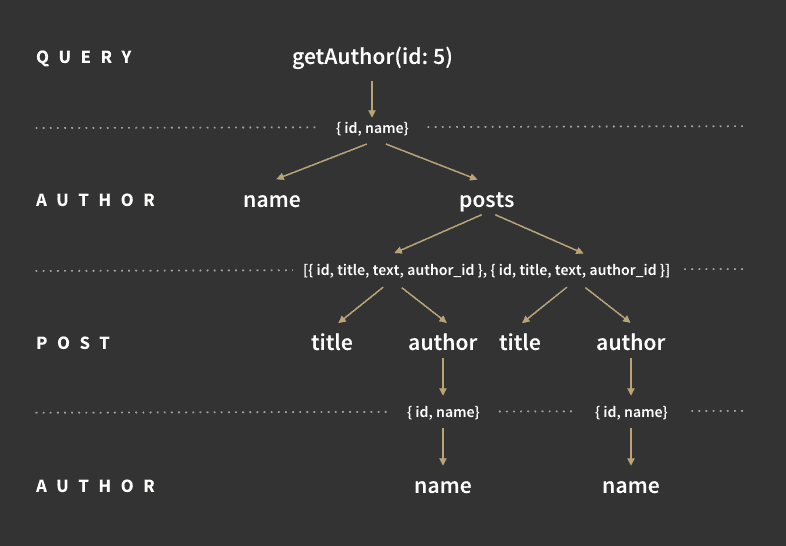 QUERY getAuthor(id: 5)
{ id, name}
AUTHOR name posts
[{ id, title, text, author_id }, { id, title, text, author_id }]
POST title author title author
{ id, name} { id, name}
AUTHOR name name